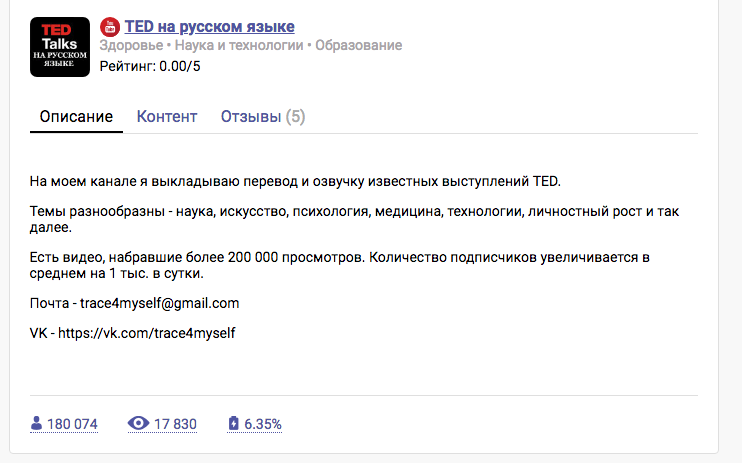 TED
Talks
НА РУССКОМ
ЯЗЫКЕ
You
Tube
TED на русском языке
Здоровье • Наука и технологии • Образование
Рейтинг: 0.00/5
Описание Контент Отзывы (5)
На моем канале я выкладываю перевод и озвучку известных выступлений TED.
Темы разнообразны - наука, искусство, психология, медицина, технологии, личностный рост и так
далее.
Есть видео, набравшие более 200 000 просмотров. Количество подписчиков увеличивается в
среднем на 1 тыс. в сутки.
Почта - trace4myself@gmail.com
VK - https://vk.com/trace4myself
180 074 17 830 6.35%